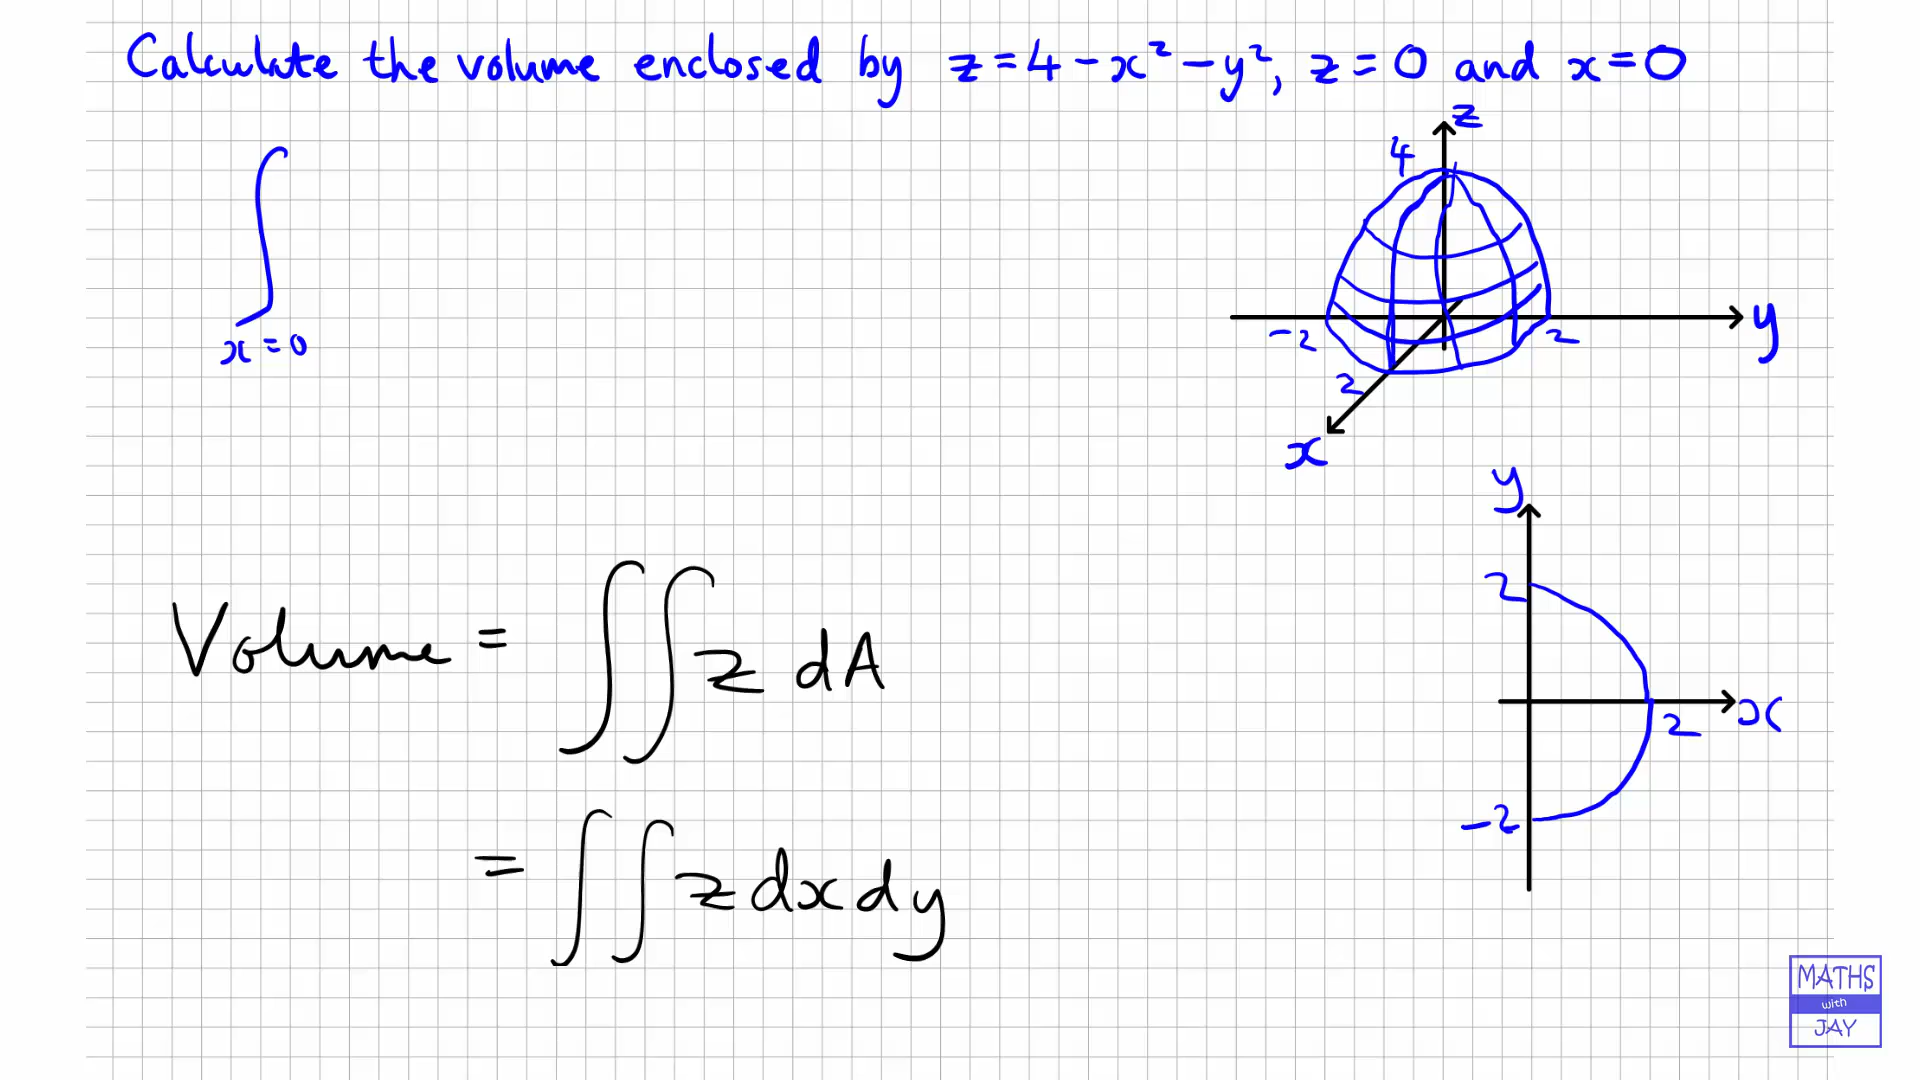 Calculate the volume enclosed by z = 4 - x² - y², z = 0 and x = 0
z
4
∫
x = 0
-2
2
y
2
x
y
2
Volume = ∫∫ z dA
x
2
-2
= ∫∫ z dx dy
MATHS
with
JAY